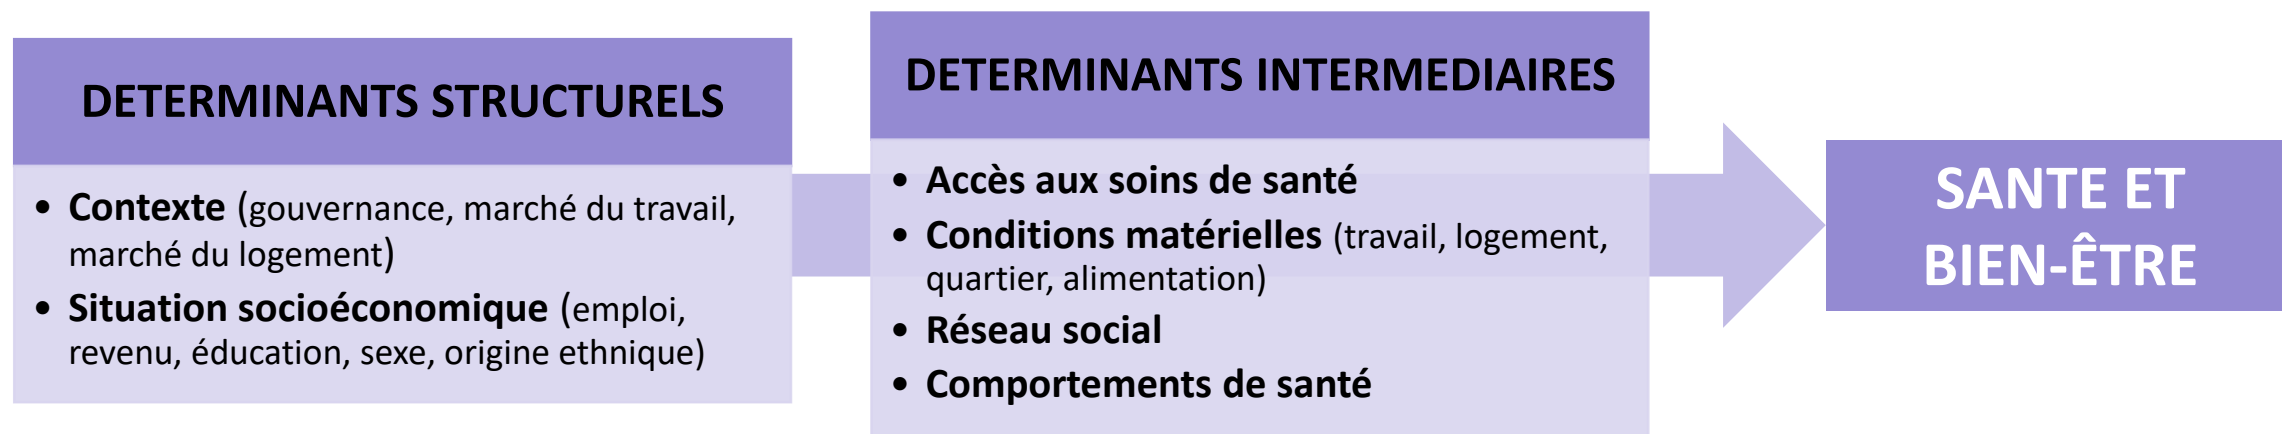 DETERMINANTS STRUCTURELS
• Contexte (gouvernance, marché du travail,
marché du logement)
• Situation socioéconomique (emploi,
revenu, éducation, sexe, origine ethnique)
DETERMINANTS INTERMEDIAIRES
• Accès aux soins de santé
• Conditions matérielles (travail, logement,
quartier, alimentation)
• Réseau social
• Comportements de santé
SANTE ET
BIEN-ÊTRE